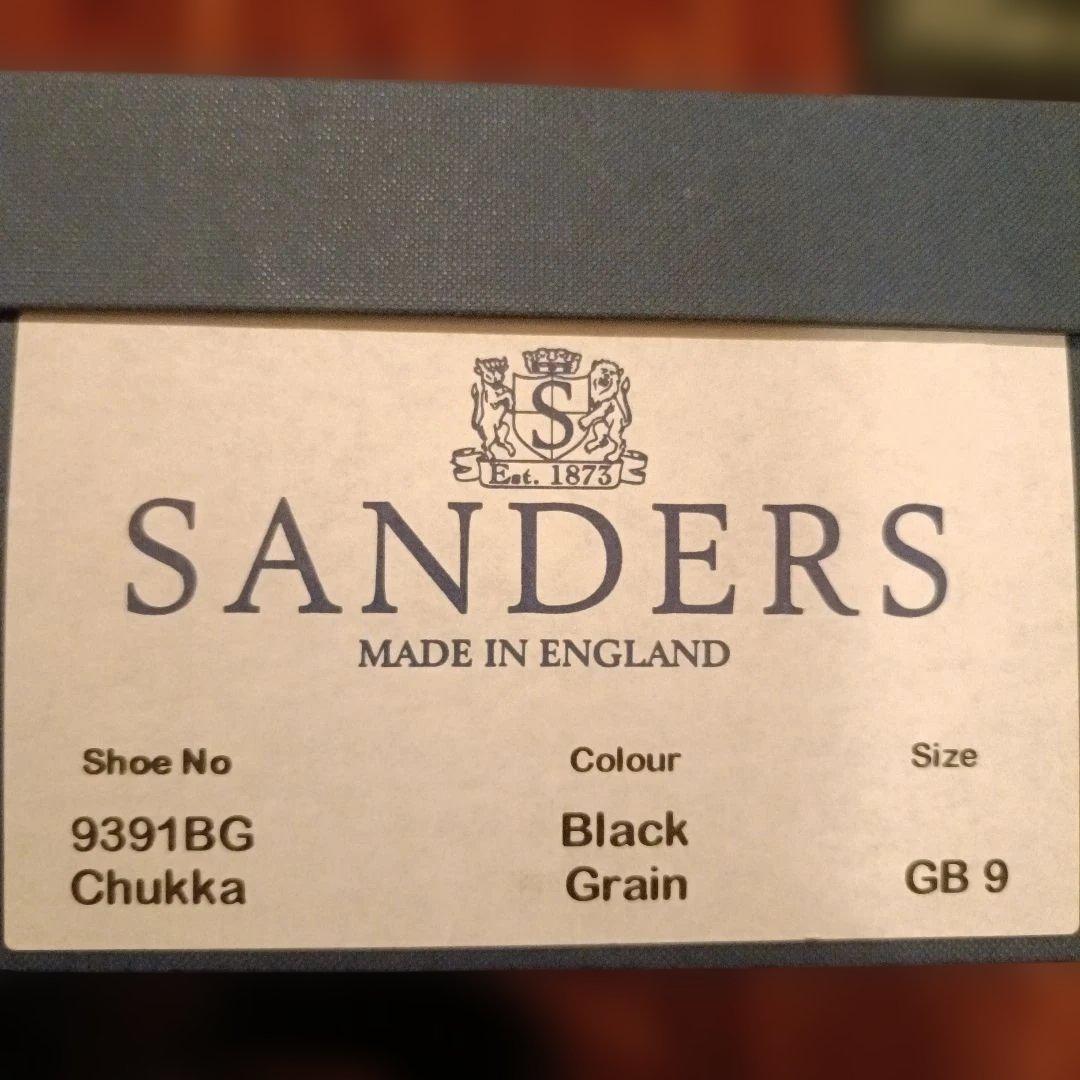 S
Est. 1873
SANDERS
MADE IN ENGLAND
Shoe No Colour Size
9391BG Black
Chukka Grain GB 9